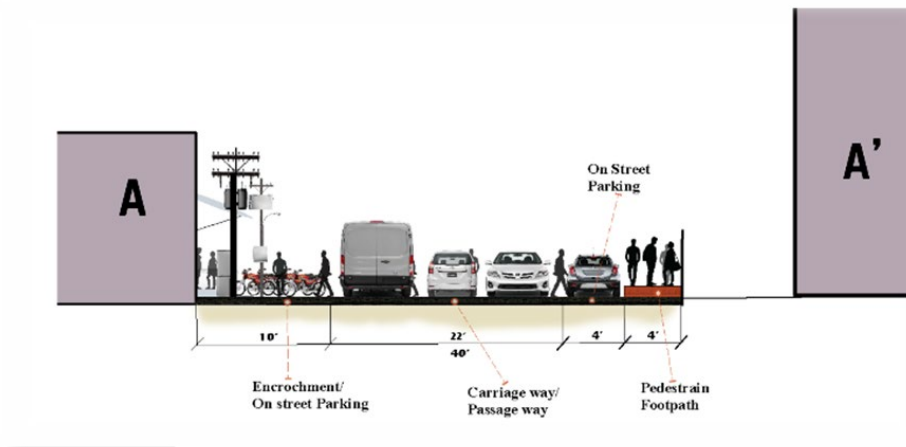 A
A’
On Street
Parking
10' 22' 4' 4'
40'
Encrochment/
On street Parking
Carriage way/
Passage way
Pedestrain
Footpath